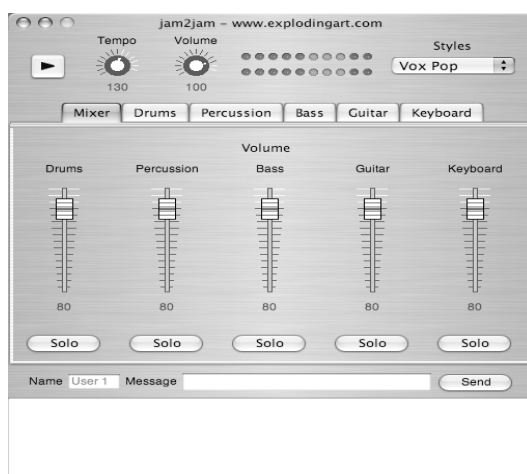 jam2jam – www.explodingart.com
Tempo Volume Styles
Vox Pop
130 100
Mixer Drums Percussion Bass Guitar Keyboard
Volume
Drums Percussion Bass Guitar Keyboard
80 80 80 80 80
Solo Solo Solo Solo Solo
Name User 1 Message Send